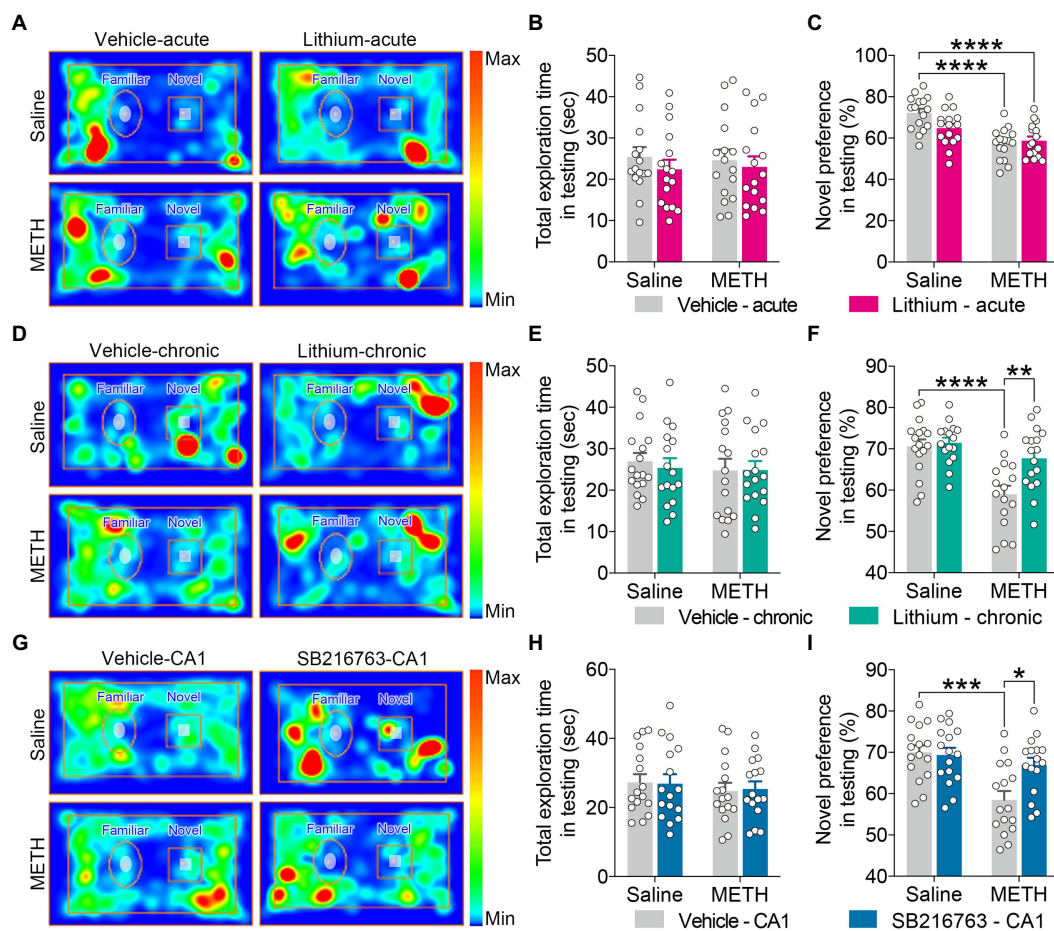 A
Vehicle-acute
Lithium-acute
Saline
METH
Familiar
Novel
Familiar
Novel
Familiar
Novel
Familiar
Novel
Max
Min
B
Total exploration time
in testing (sec)
50
40
30
20
10
0
Saline
METH
C
Novel preference
in testing (%)
100
80
60
40
20
0
****
****
Saline
METH
Vehicle - acute
Lithium - acute
D
Vehicle-chronic
Lithium-chronic
Saline
METH
Familiar
Novel
Familiar
Novel
Familiar
Novel
Familiar
Novel
Max
Min
E
Total exploration time
in testing (sec)
50
40
30
20
10
0
Saline
METH
F
Novel preference
in testing (%)
90
80
70
60
50
40
****
**
Saline
METH
Vehicle - chronic
Lithium - chronic
G
Vehicle-CA1
SB216763-CA1
Saline
METH
Familiar
Novel
Familiar
Novel
Familiar
Novel
Familiar
Novel
Max
Min
H
Total exploration time
in testing (sec)
60
40
20
0
Saline
METH
I
Novel preference
in testing (%)
90
80
70
60
50
40
***
*
Saline
METH
Vehicle - CA1
SB216763 - CA1